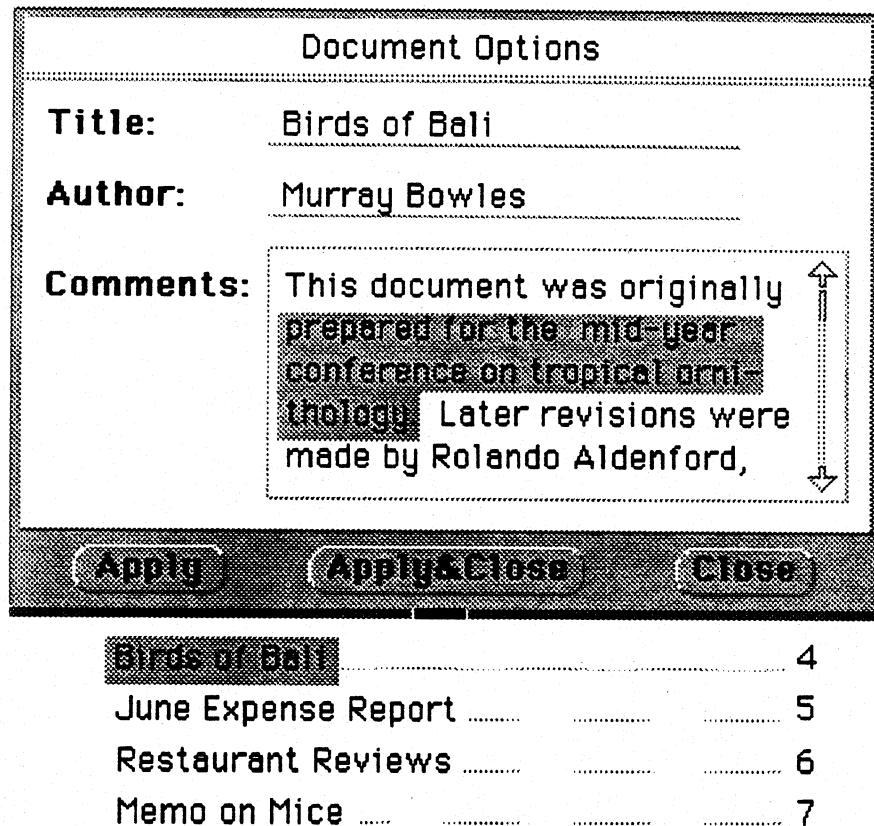 Document Options
Title: Birds of Bali
Author: Murray Bowles
Comments: This document was originally
prepared for the mid-year
conference on tropical orni-
thology. Later revisions were
made by Rolando Aldenford,
Apply Apply&Close Close
Birds of Bali 4
June Expense Report 5
Restaurant Reviews 6
Memo on Mice 7